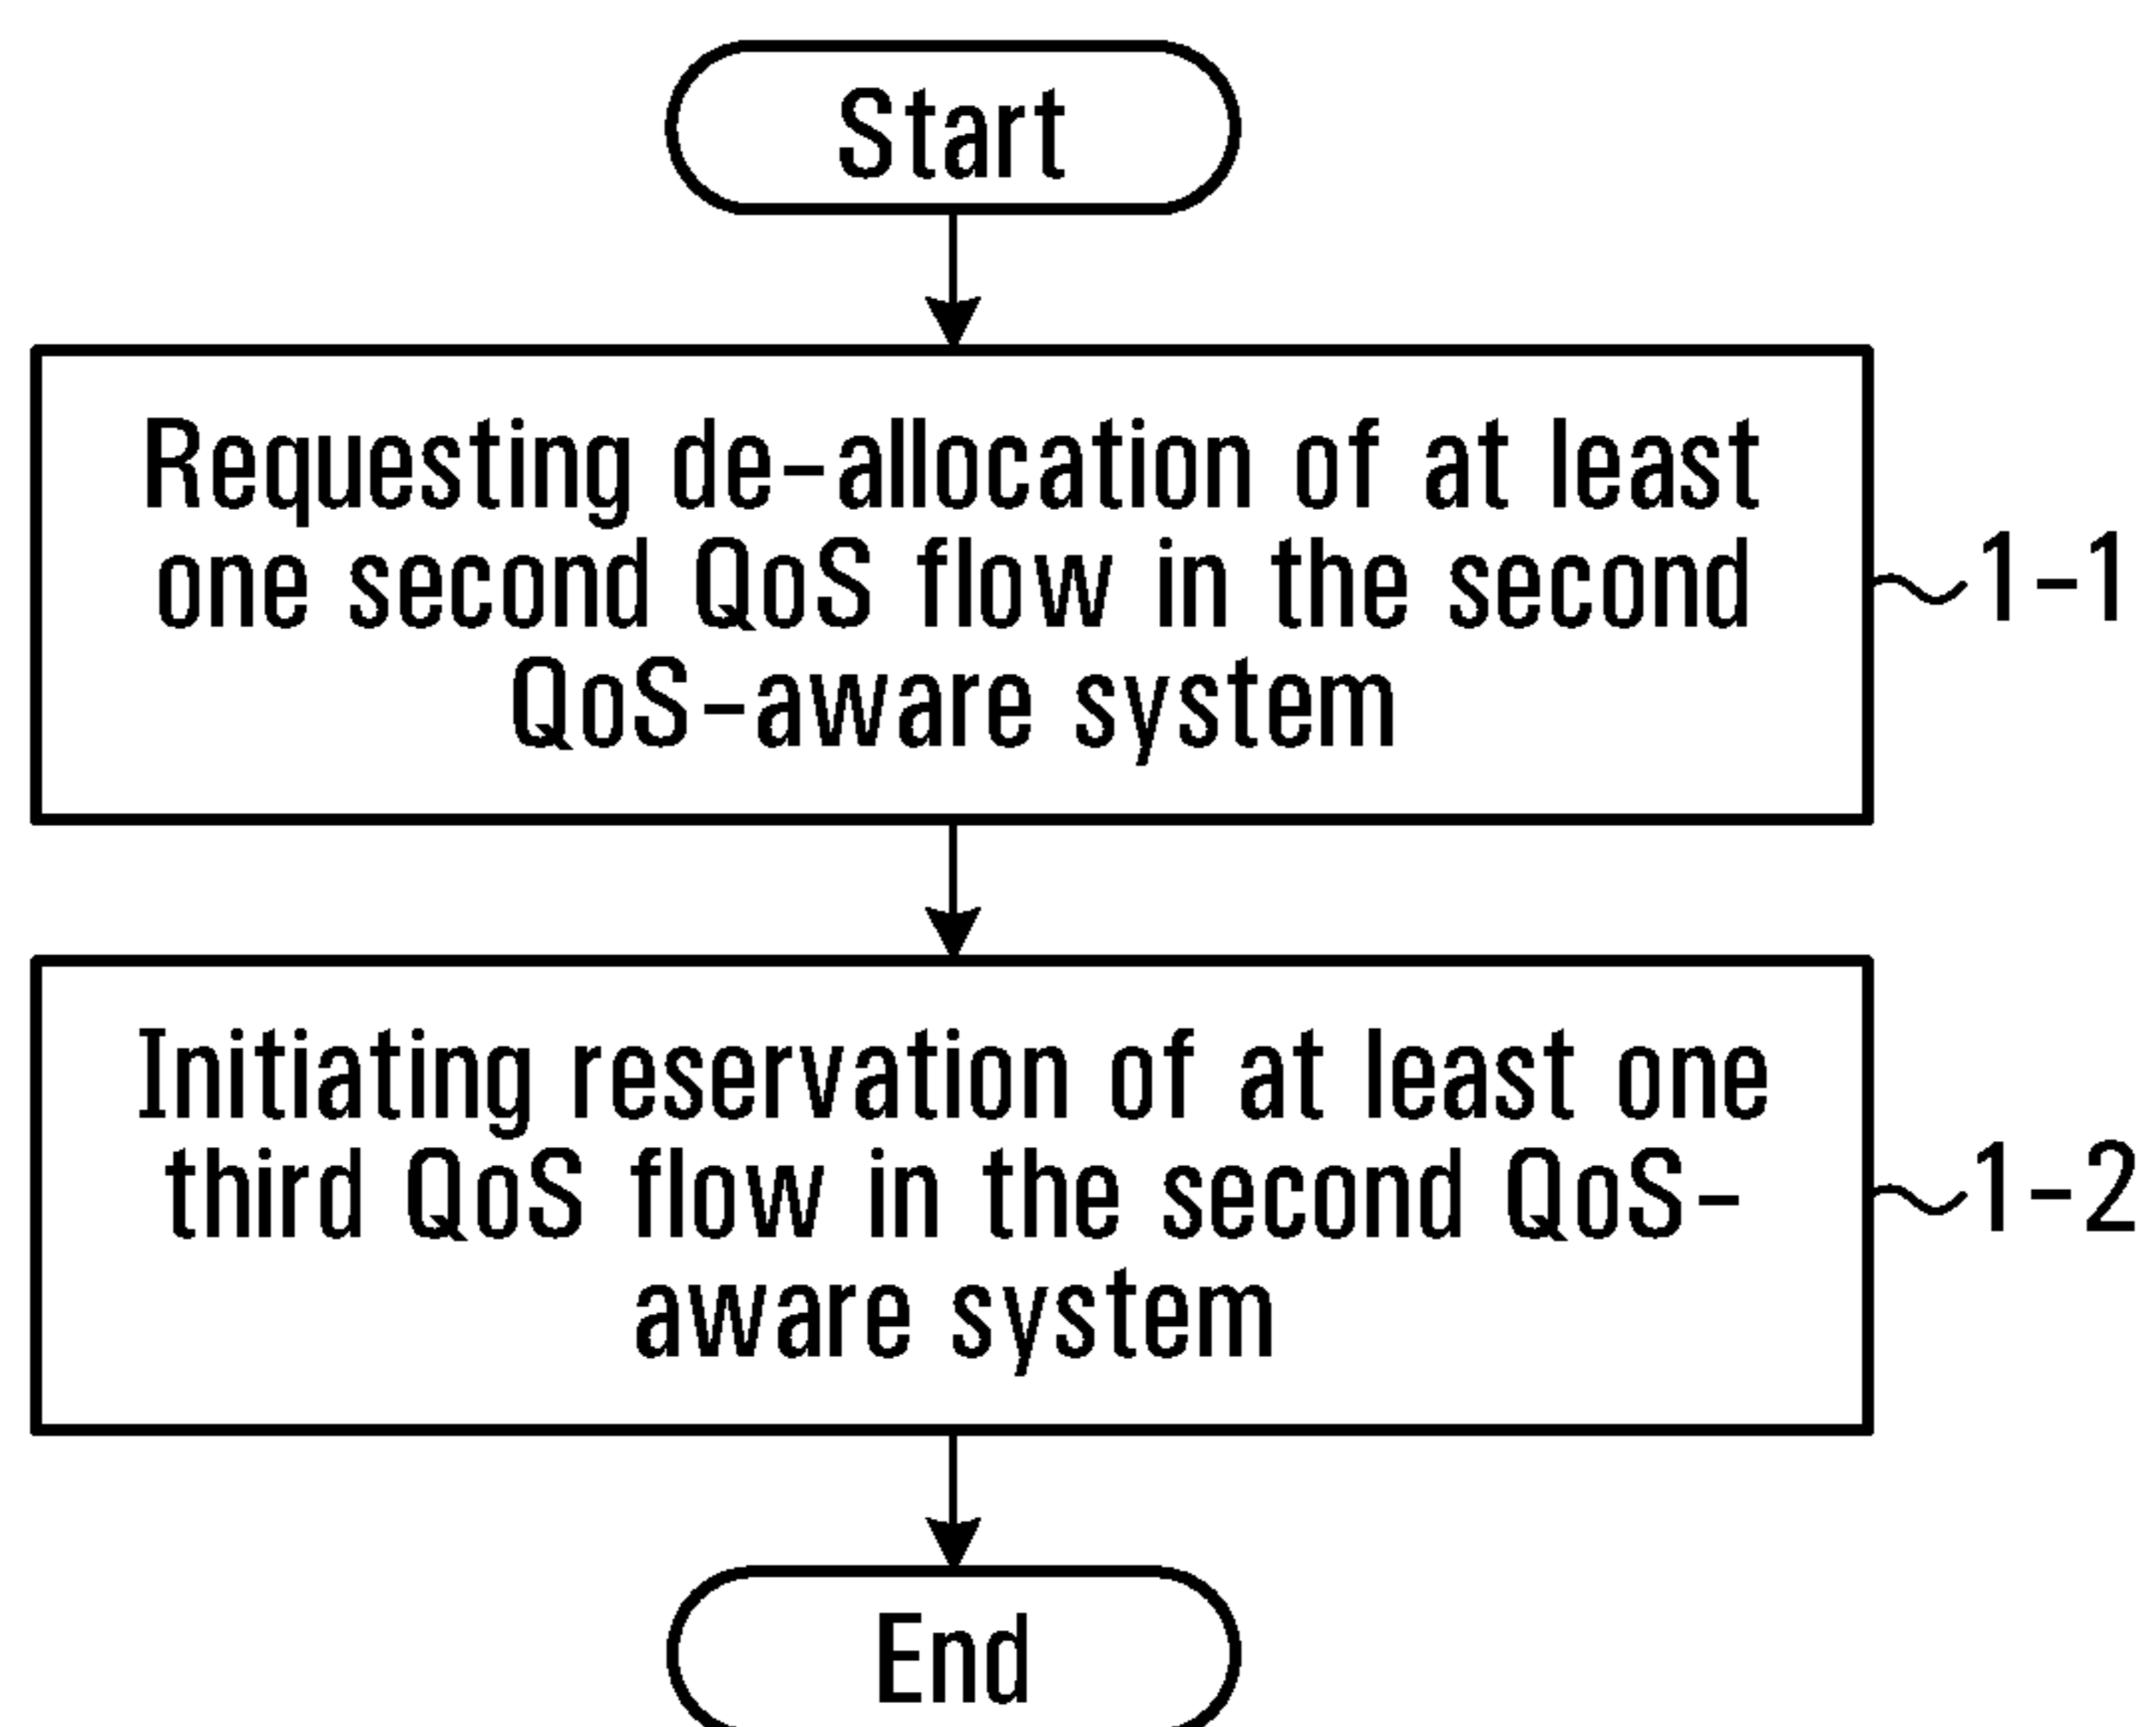 Start
Requesting de-allocation of at least
one second QoS flow in the second
QoS-aware system
1-1
Initiating reservation of at least one
third QoS flow in the second QoS-
aware system
1-2
End